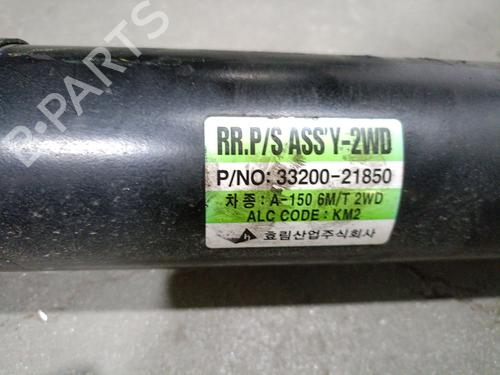 B-PARTS
RR.P/S ASS'Y-2WD
P/NO: 33200-21850
차 종 : A-150 6M/T 2WD
ALC CODE : KM2
효림산업주식회사